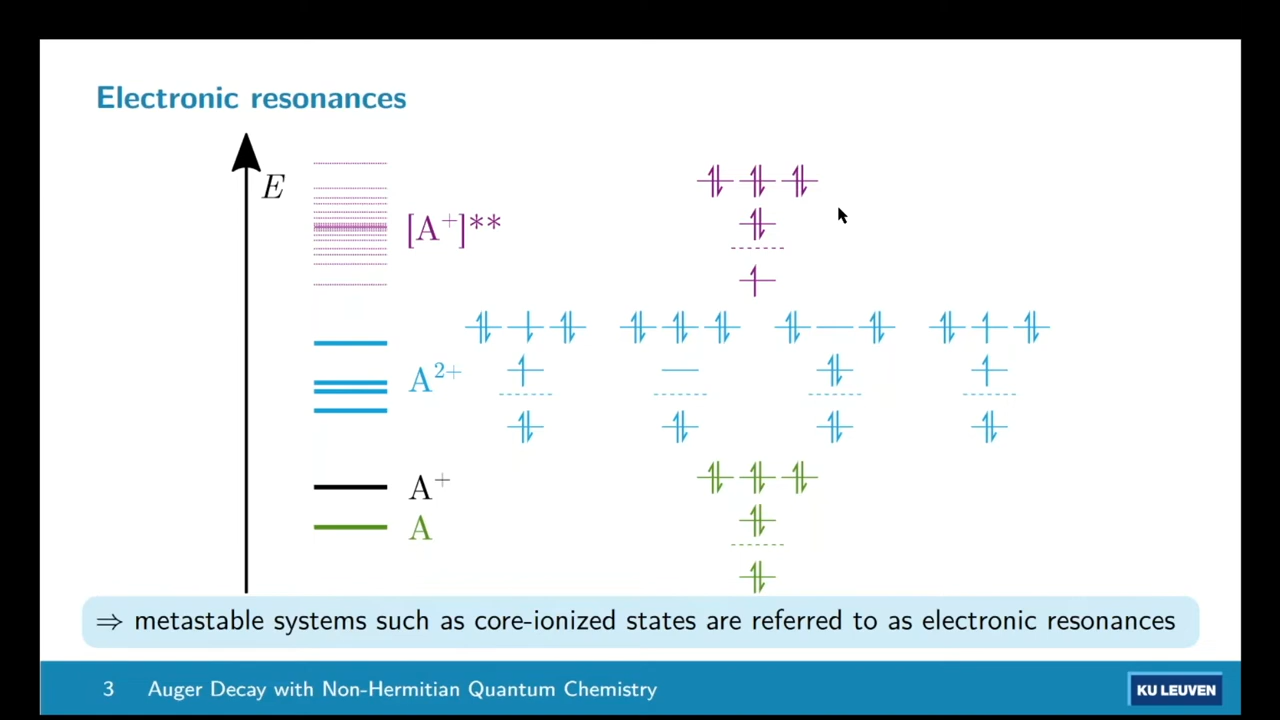 Electronic resonances
E
[A⁺]**
A²⁺
A⁺
A
⇒ metastable systems such as core-ionized states are referred to as electronic resonances
3 Auger Decay with Non-Hermitian Quantum Chemistry
KU LEUVEN